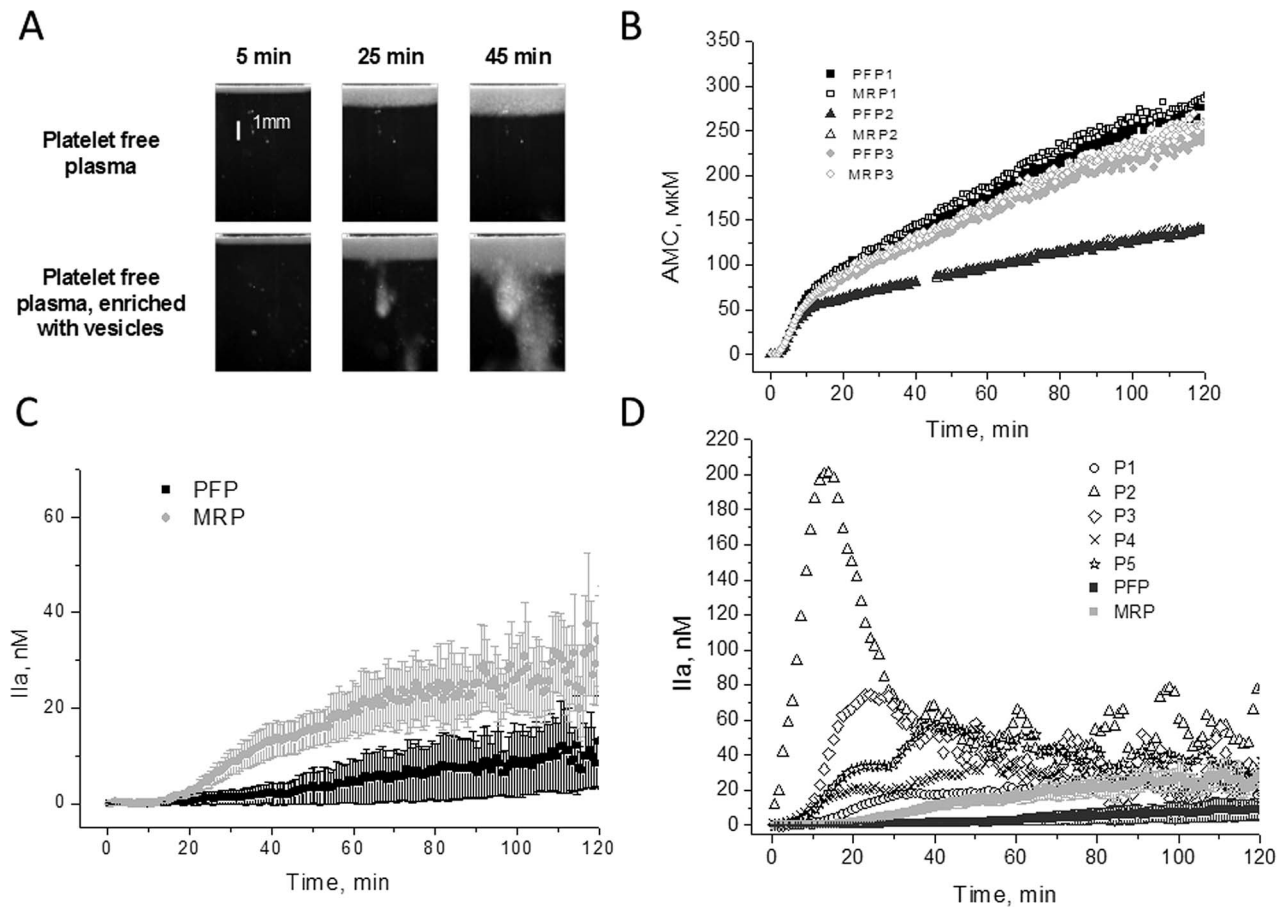 A
5 min 25 min 45 min
1mm
Platelet free
plasma
Platelet free
plasma, enriched
with vesicles
B
350
300
250
200
150
100
50
0
AMC, мкМ
PFP1
MRP1
PFP2
MRP2
PFP3
MRP3
0 20 40 60 80 100 120
Time, min
C
60
40
20
0
IIa, nM
PFP
MRP
0 20 40 60 80 100 120
Time, min
D
220
200
180
160
140
120
100
80
60
40
20
0
IIa, nM
P1
P2
P3
P4
P5
PFP
MRP
0 20 40 60 80 100 120
Time, min